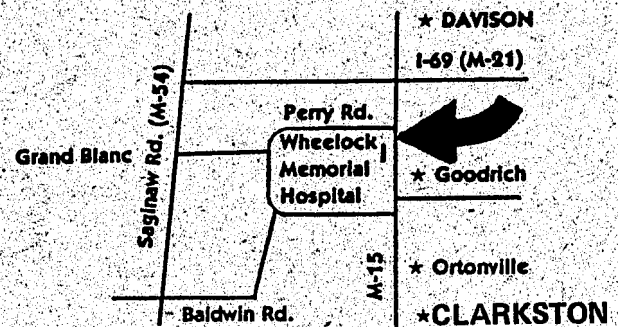 ★ DAVISON
I-69 (M-21)
Saginaw Rd. (M-54)
Perry Rd.
Grand Blanc
Wheelock
Memorial
Hospital
★ Goodrich
M-15
★ Ortonville
Baldwin Rd.
★CLARKSTON